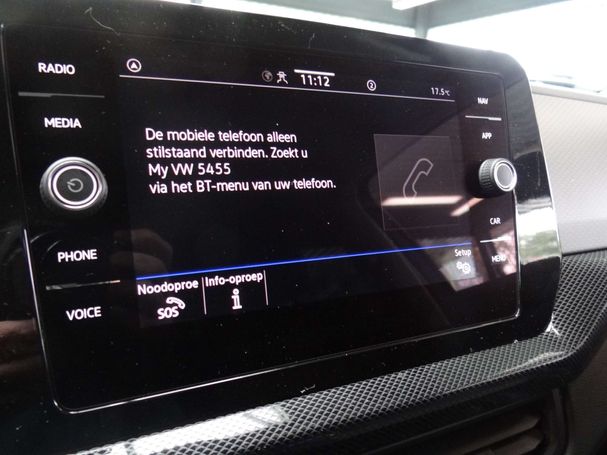 RADIO
MEDIA
PHONE
VOICE
11:12
2
17.5°C
De mobiele telefoon alleen
stilstaand verbinden. Zoekt u
My VW 5455
via het BT-menu van uw telefoon.
Setup
Noodoproe
SOS
Info-oproep
i
NAV
APP
CAR
MENU